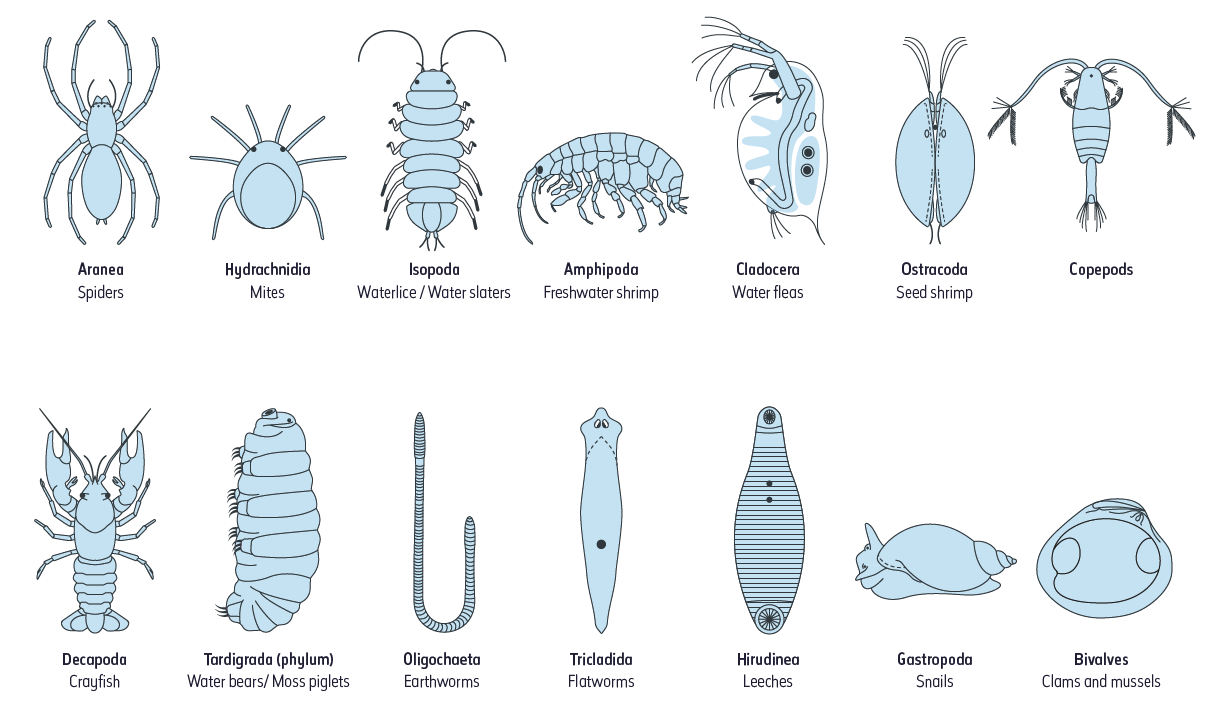 Aranea
Spiders
Hydrachnidia
Mites
Isopoda
Waterlice / Water slaters
Amphipoda
Freshwater shrimp
Cladocera
Water fleas
Ostracoda
Seed shrimp
Copepods
Decapoda
Crayfish
Tardigrada (phylum)
Water bears/ Moss piglets
Oligochaeta
Earthworms
Tricladida
Flatworms
Hirudinea
Leeches
Gastropoda
Snails
Bivalves
Clams and mussels